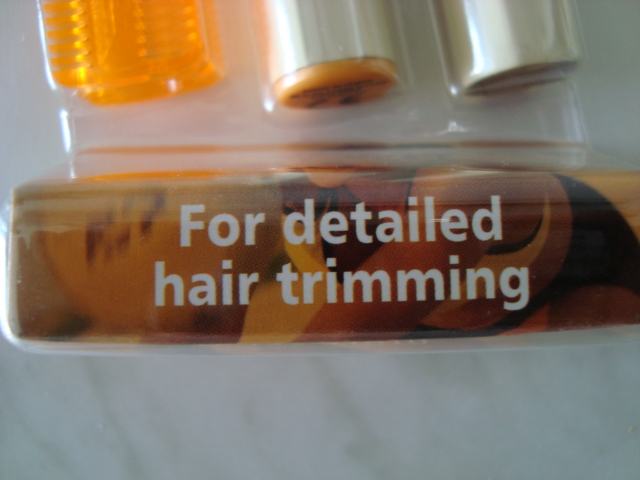 For detailed
hair trimming